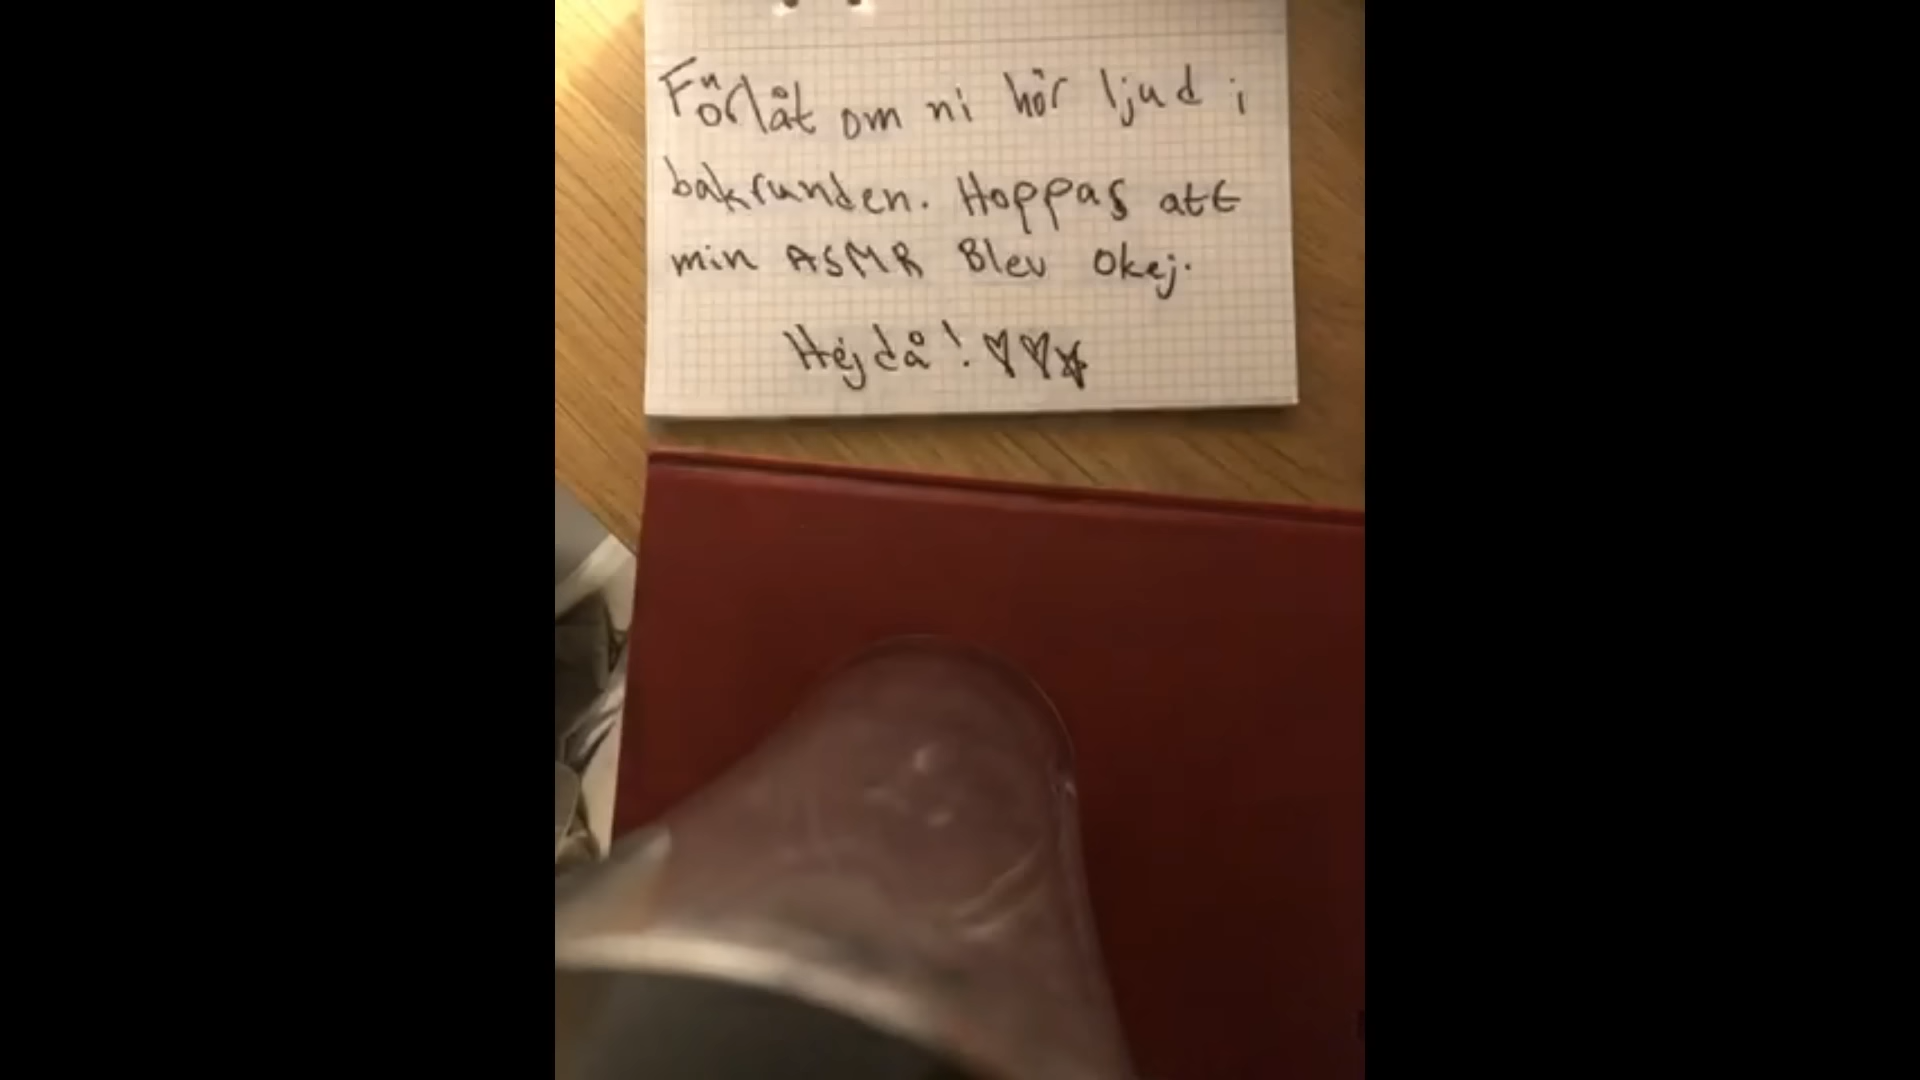 Förlåt om ni hör ljud i
bakrunden. Hoppas att
min ASMR Blev Okej.
Hejdå! ♡♡☆